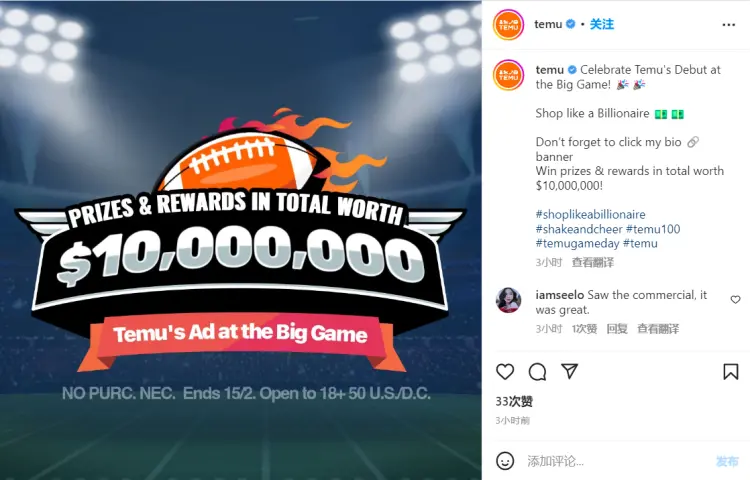 PRIZES & REWARDS IN TOTAL WORTH
$10,000,000
Temu's Ad at the Big Game
NO PURC. NEC. Ends 15/2. Open to 18+ 50 U.S./D.C.
TEMU
temu • 关注
TEMU
temu Celebrate Temu's Debut at
the Big Game! 🎉 🎉
Shop like a Billionaire 💵 💵
Don't forget to click my bio 🔗
banner
Win prizes & rewards in total worth
$10,000,000!
#shoplikeabillionaire
#shakeandcheer #temu100
#temugameday #temu
3小时 查看翻译
iamseelo Saw the commercial, it
was great.
3小时 1次赞 回复 查看翻译
33次赞
3小时前
添加评论...
发布